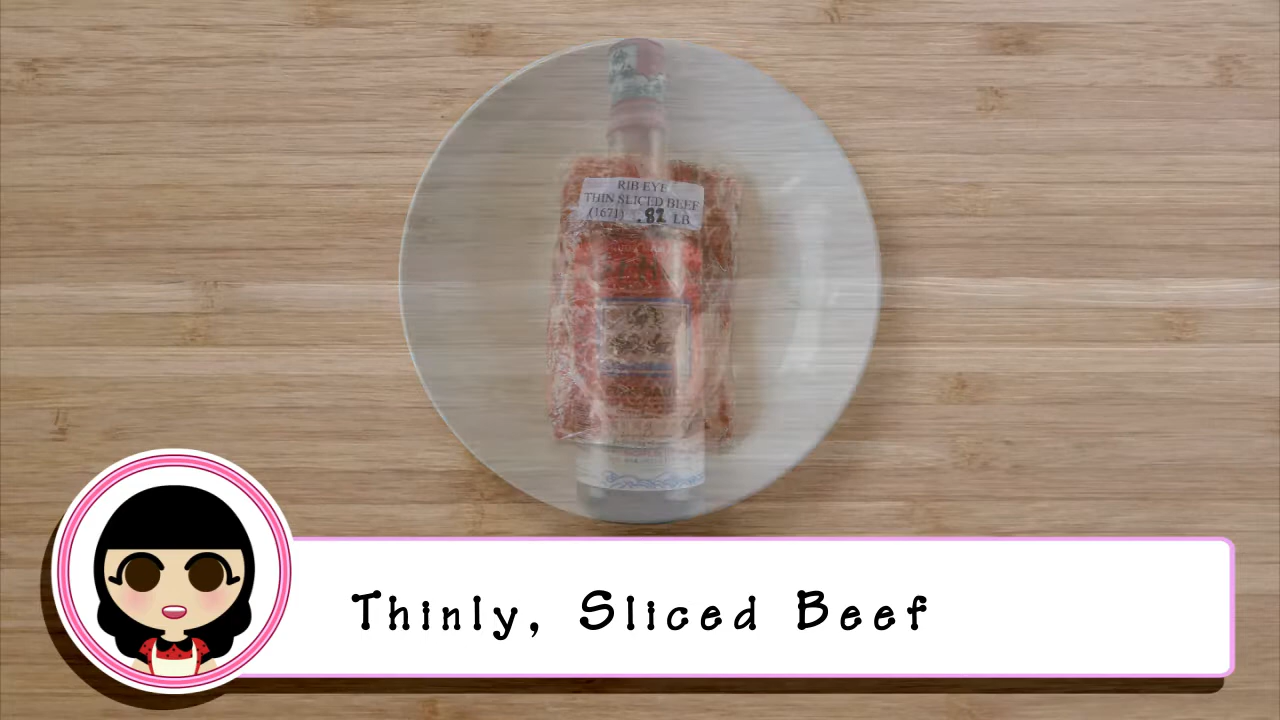 RIB EYE
THIN SLICED BEEF
(1671) .82 LB
Thinly, Sliced Beef